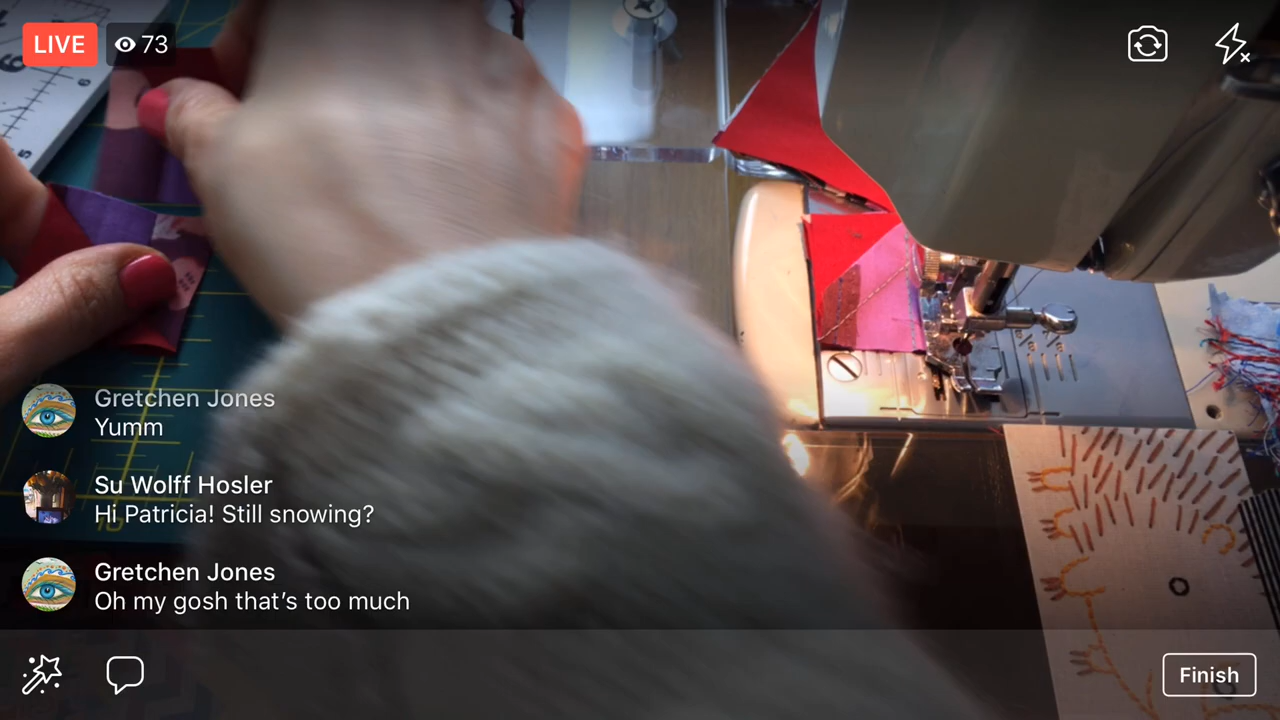 LIVE
73
Gretchen Jones
Yumm
Su Wolff Hosler
Hi Patricia! Still snowing?
Gretchen Jones
Oh my gosh that's too much
Finish